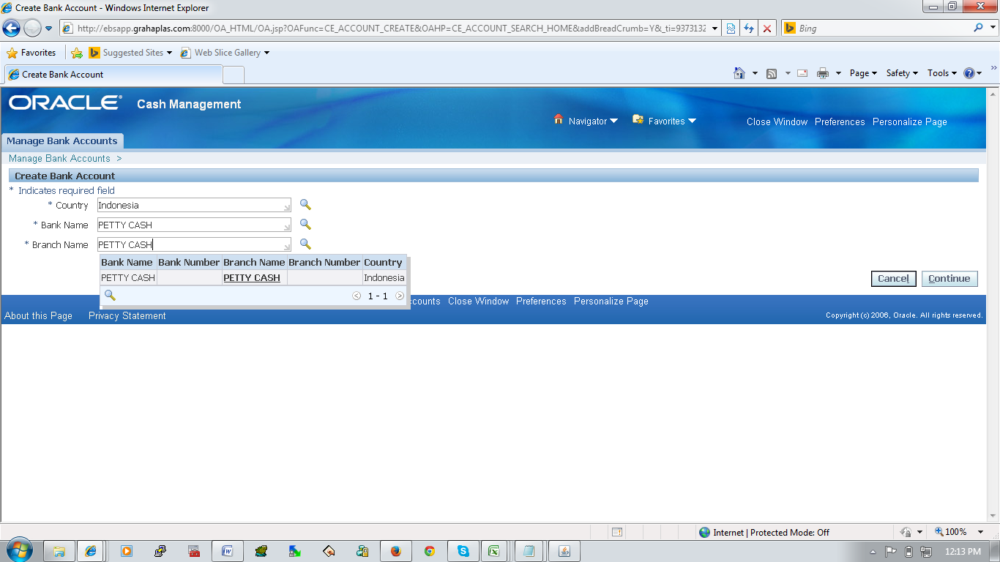 Create Bank Account - Windows Internet Explorer
http://ebsapp.grahaplas.com:8000/OA_HTML/OA.jsp?OAFunc=CE_ACCOUNT_CREATE&OAHP=CE_ACCOUNT_SEARCH_HOME&addBreadCrumb=Y&_ti=9373132 Bing
Favorites Suggested Sites Web Slice Gallery
Create Bank Account Page Safety Tools
ORACLE® Cash Management
Navigator Favorites Close Window Preferences Personalize Page
Manage Bank Accounts
Manage Bank Accounts >
Create Bank Account
* Indicates required field
* Country Indonesia
* Bank Name PETTY CASH
* Branch Name PETTY CASH
Bank Name Bank Number Branch Name Branch Number Country
PETTY CASH PETTY CASH Indonesia
Cancel Continue
1 - 1
counts Close Window Preferences Personalize Page
About this Page Privacy Statement Copyright (c) 2006, Oracle. All rights reserved.
Internet | Protected Mode: Off 100%
12:13 PM